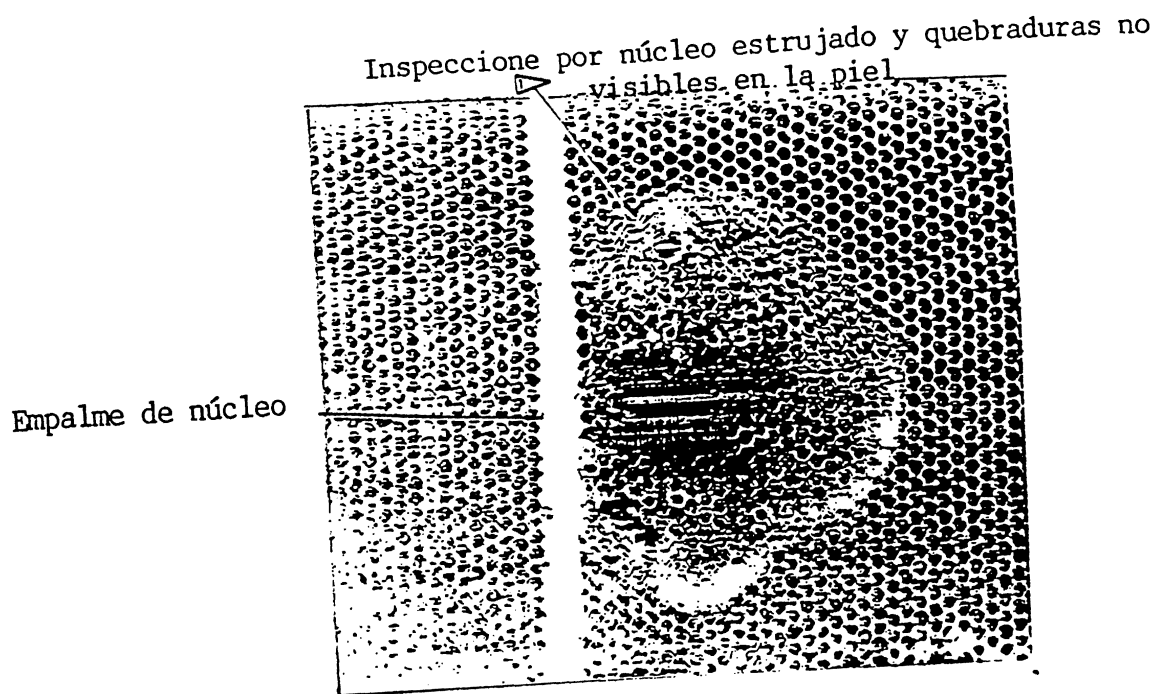 Inspeccione por núcleo estrujado y quebraduras no
visibles en la piel
Empalme de núcleo